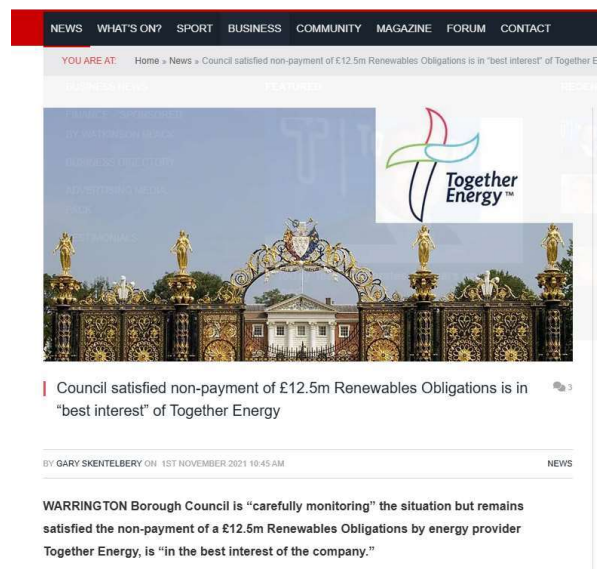 NEWS WHAT'S ON? SPORT BUSINESS COMMUNITY MAGAZINE FORUM CONTACT
YOU ARE AT: Home » News » Council satisfied non-payment of £12.5m Renewables Obligations is in "best interest" of Together E
FEATURED
Together
Energy™
Council satisfied non-payment of £12.5m Renewables Obligations is in
3
“best interest” of Together Energy
BY GARY SKENTELBERY ON 1ST NOVEMBER 2021 10:45 AM
NEWS
WARRINGTON Borough Council is “carefully monitoring” the situation but remains
satisfied the non-payment of a £12.5m Renewables Obligations by energy provider
Together Energy, is “in the best interest of the company.”